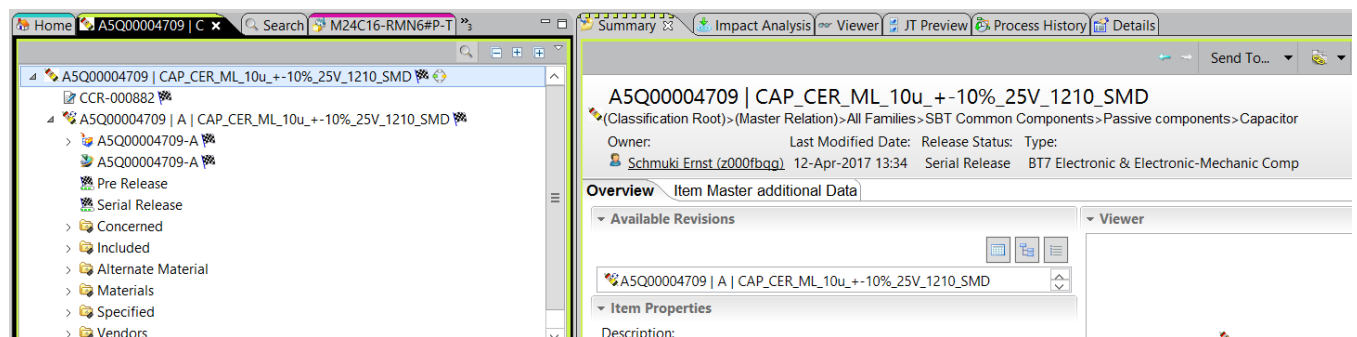 Home
A5Q00004709 | C
Search
M24C16-RMN6#P-T
3
A5Q00004709 | CAP_CER_ML_10u_+-10%_25V_1210_SMD
CCR-000882
A5Q00004709 | A | CAP_CER_ML_10u_+-10%_25V_1210_SMD
A5Q00004709-A
A5Q00004709-A
Pre Release
Serial Release
Concerned
Included
Alternate Material
Materials
Specified
Vendors
Summary
Impact Analysis
Viewer
JT Preview
Process History
Details
Send To...
A5Q00004709 | CAP_CER_ML_10u_+-10%_25V_1210_SMD
(Classification Root)>(Master Relation)>All Families>SBT Common Components>Passive components>Capacitor
Owner: Last Modified Date: Release Status: Type:
Schmuki Ernst (z000fbqg) 12-Apr-2017 13:34 Serial Release BT7 Electronic & Electronic-Mechanic Comp
Overview Item Master additional Data
Available Revisions
Viewer
A5Q00004709 | A | CAP_CER_ML_10u_+-10%_25V_1210_SMD
Item Properties
Description: